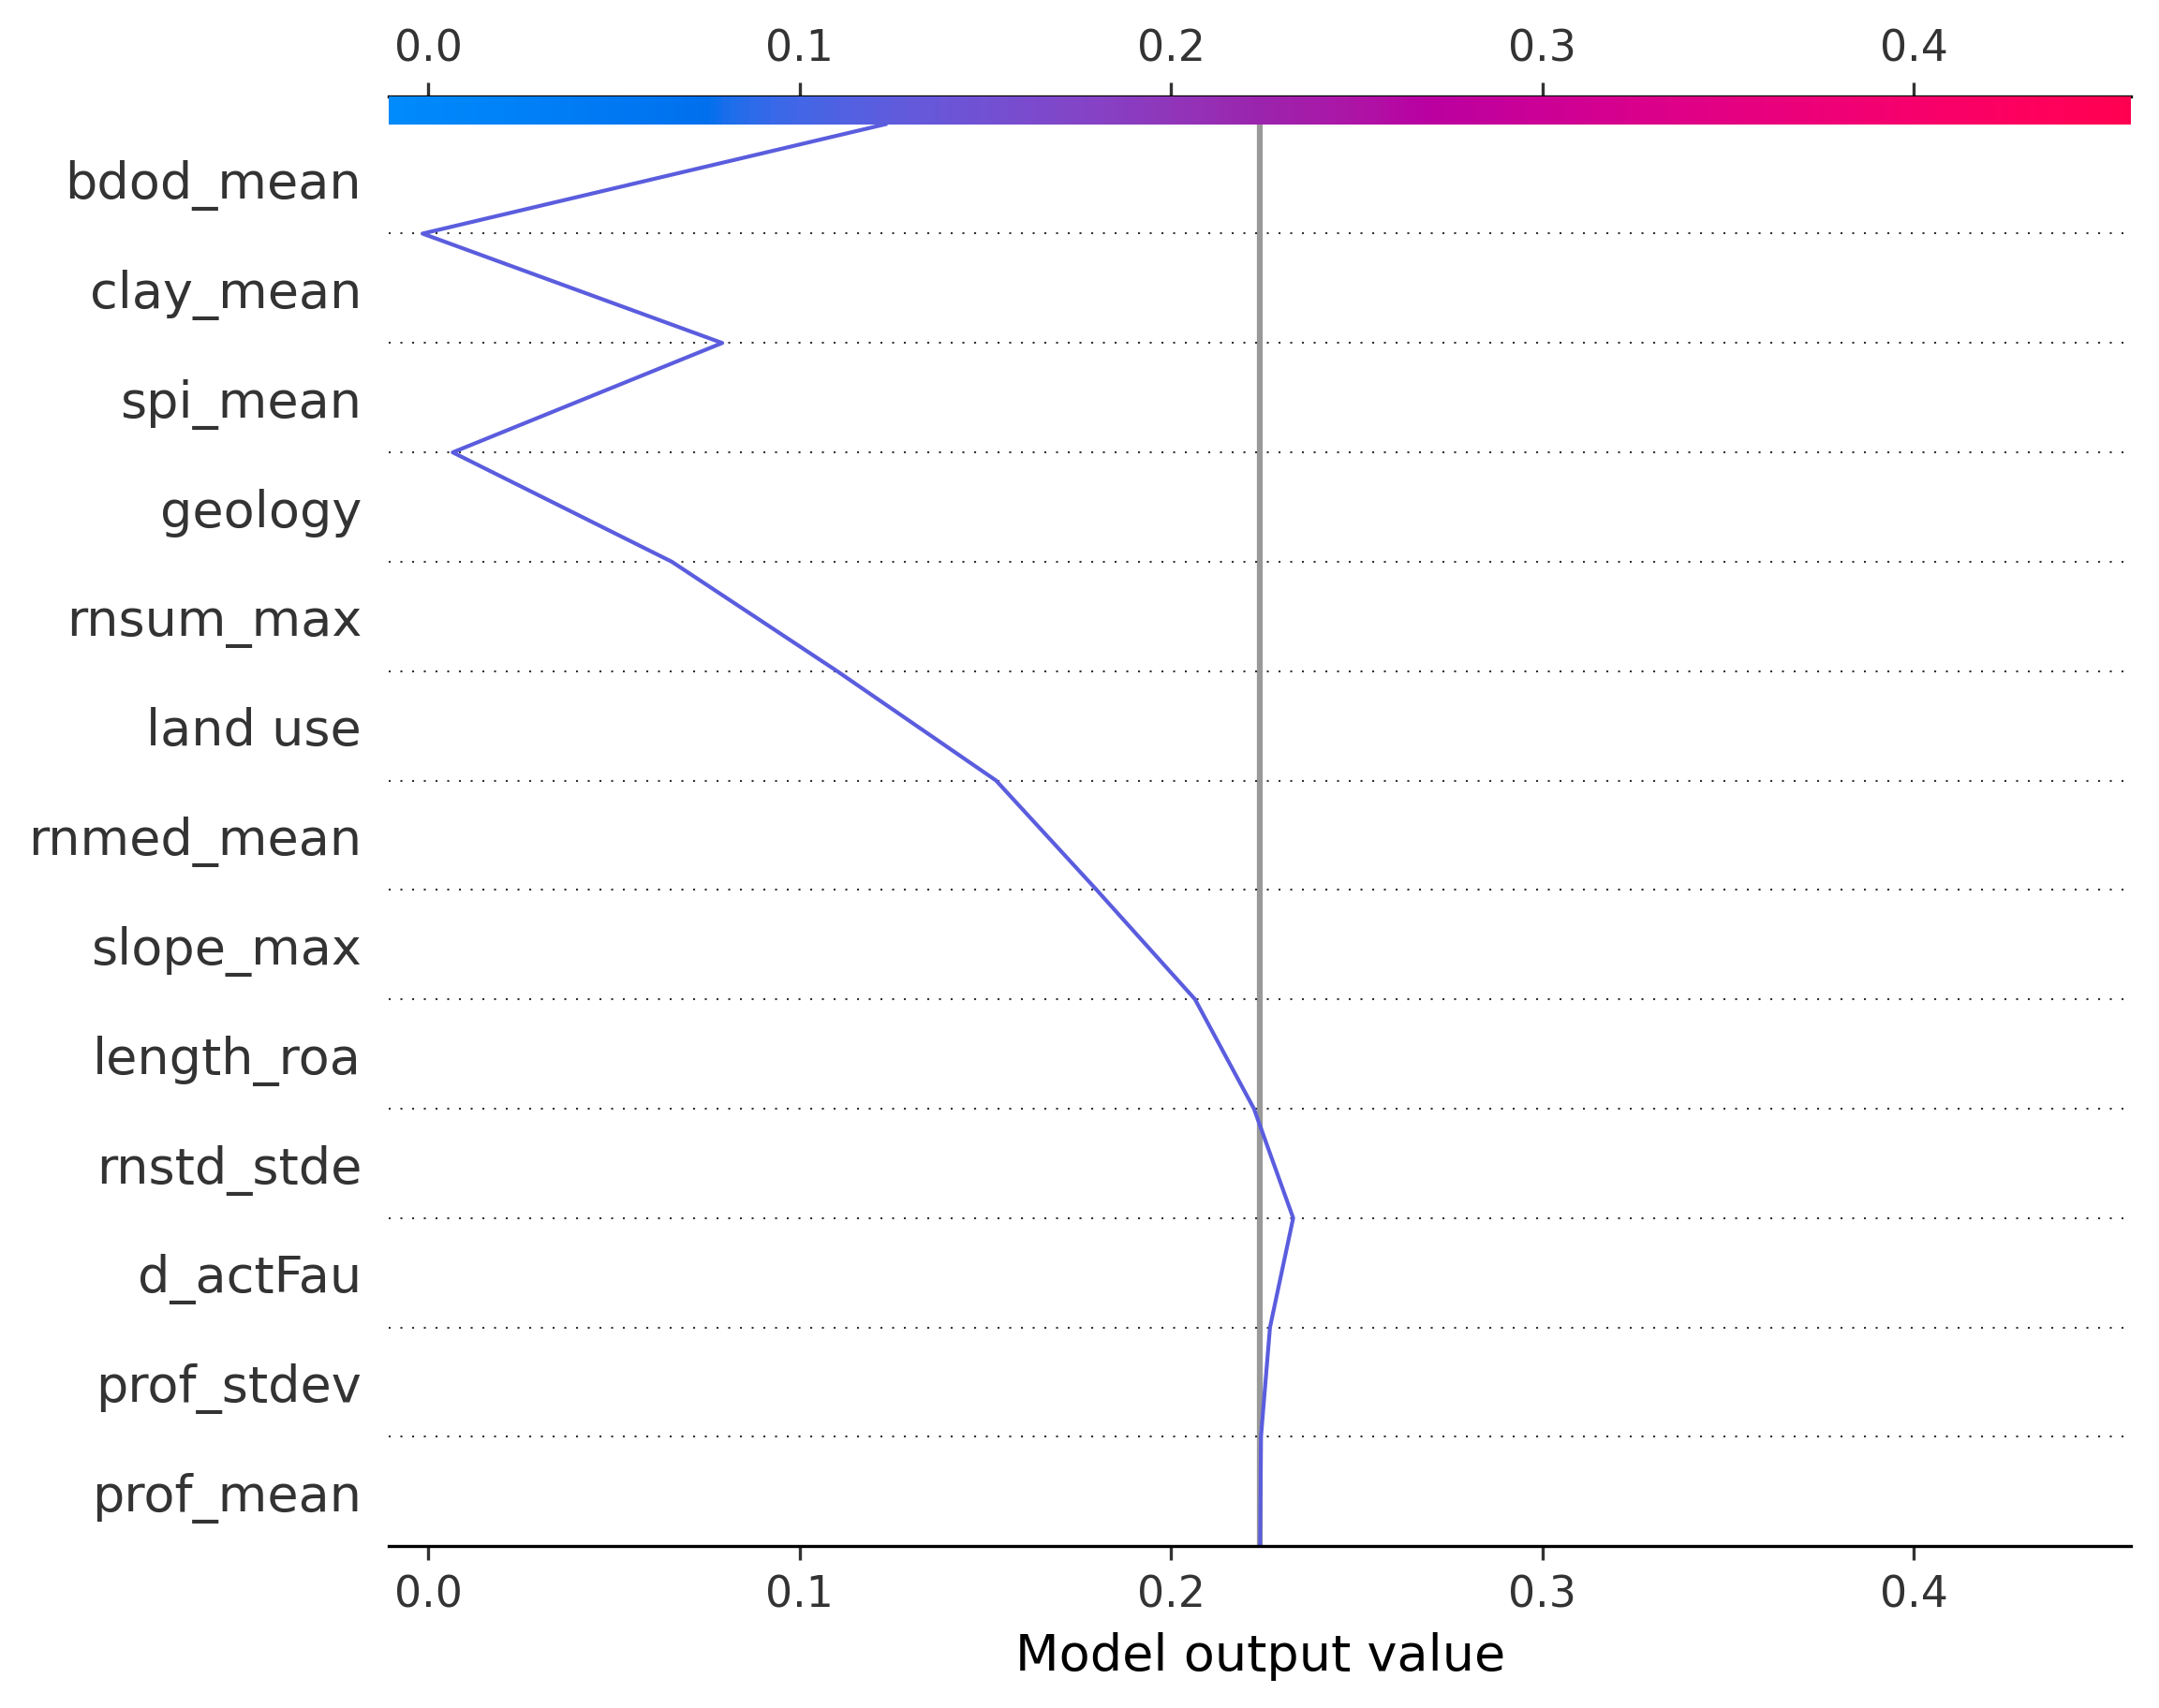 0.0 0.1 0.2 0.3 0.4
bdod_mean
clay_mean
spi_mean
geology
rnsum_max
land use
rnmed_mean
slope_max
length_roa
rnstd_stde
d_actFau
prof_stdev
prof_mean
0.0 0.1 0.2 0.3 0.4
Model output value